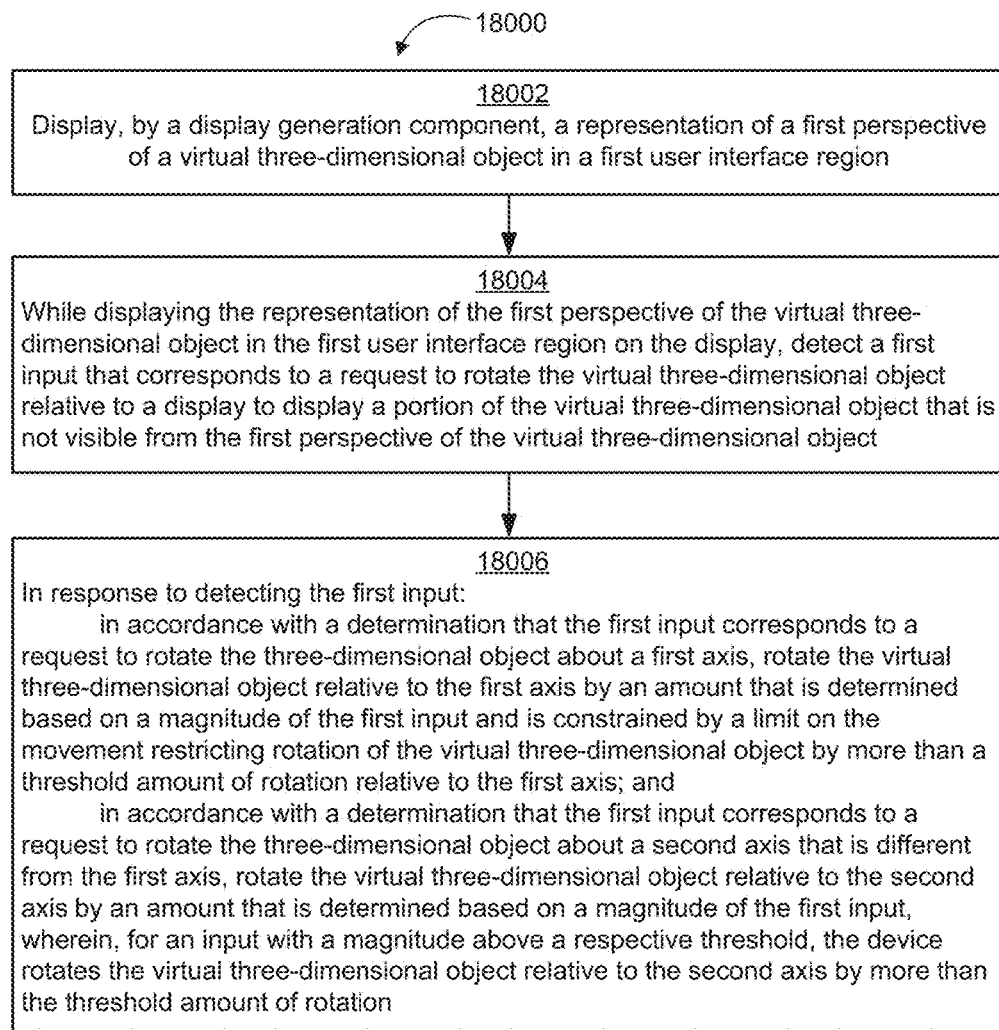 18000
18002
Display, by a display generation component, a representation of a first perspective
of a virtual three-dimensional object in a first user interface region
18004
While displaying the representation of the first perspective of the virtual three-
dimensional object in the first user interface region on the display, detect a first
input that corresponds to a request to rotate the virtual three-dimensional object
relative to a display to display a portion of the virtual three-dimensional object that is
not visible from the first perspective of the virtual three-dimensional object
18006
In response to detecting the first input:
in accordance with a determination that the first input corresponds to a
request to rotate the three-dimensional object about a first axis, rotate the virtual
three-dimensional object relative to the first axis by an amount that is determined
based on a magnitude of the first input and is constrained by a limit on the
movement restricting rotation of the virtual three-dimensional object by more than a
threshold amount of rotation relative to the first axis; and
in accordance with a determination that the first input corresponds to a
request to rotate the three-dimensional object about a second axis that is different
from the first axis, rotate the virtual three-dimensional object relative to the second
axis by an amount that is determined based on a magnitude of the first input,
wherein, for an input with a magnitude above a respective threshold, the device
rotates the virtual three-dimensional object relative to the second axis by more than
the threshold amount of rotation